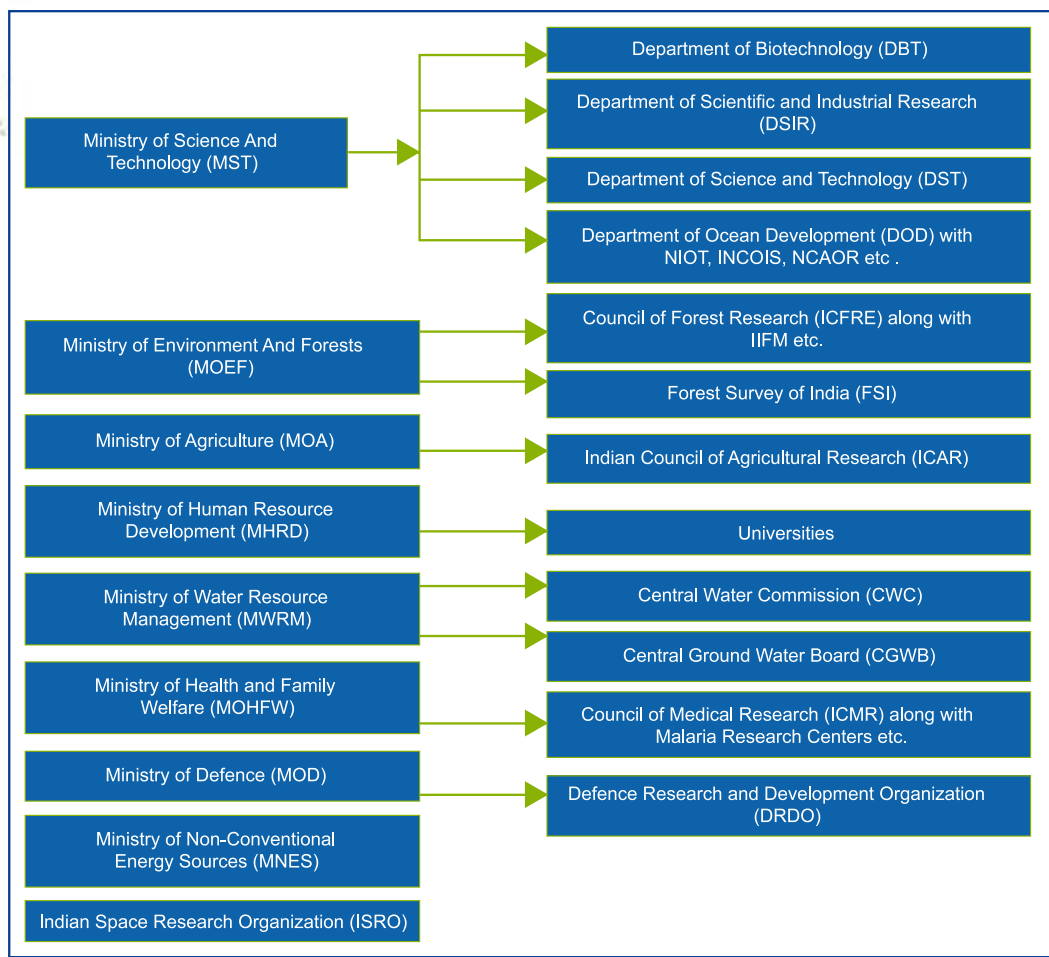 Ministry of Science And
Technology (MST)
Department of Biotechnology (DBT)
Department of Scientific and Industrial Research
(DSIR)
Department of Science and Technology (DST)
Department of Ocean Development (DOD) with
NIOT, INCOIS, NCAOR etc .
Ministry of Environment And Forests
(MOEF)
Council of Forest Research (ICFRE) along with
IIFM etc.
Forest Survey of India (FSI)
Ministry of Agriculture (MOA)
Indian Council of Agricultural Research (ICAR)
Ministry of Human Resource
Development (MHRD)
Universities
Ministry of Water Resource
Management (MWRM)
Central Water Commission (CWC)
Central Ground Water Board (CGWB)
Ministry of Health and Family
Welfare (MOHFW)
Council of Medical Research (ICMR) along with
Malaria Research Centers etc.
Ministry of Defence (MOD)
Defence Research and Development Organization
(DRDO)
Ministry of Non-Conventional
Energy Sources (MNES)
Indian Space Research Organization (ISRO)